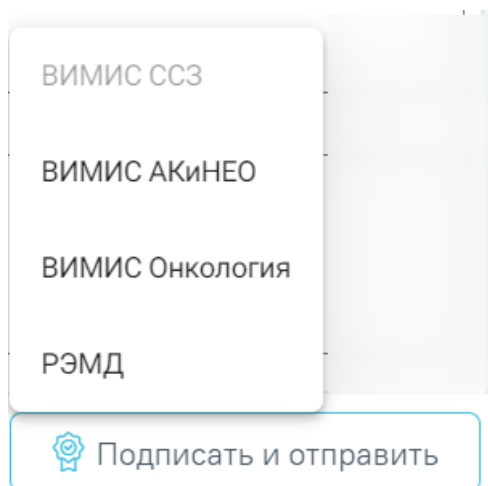 ВИМИС ССЗ
ВИМИС АКиНЕО
ВИМИС Онкология
РЭМД
Подписать и отправить